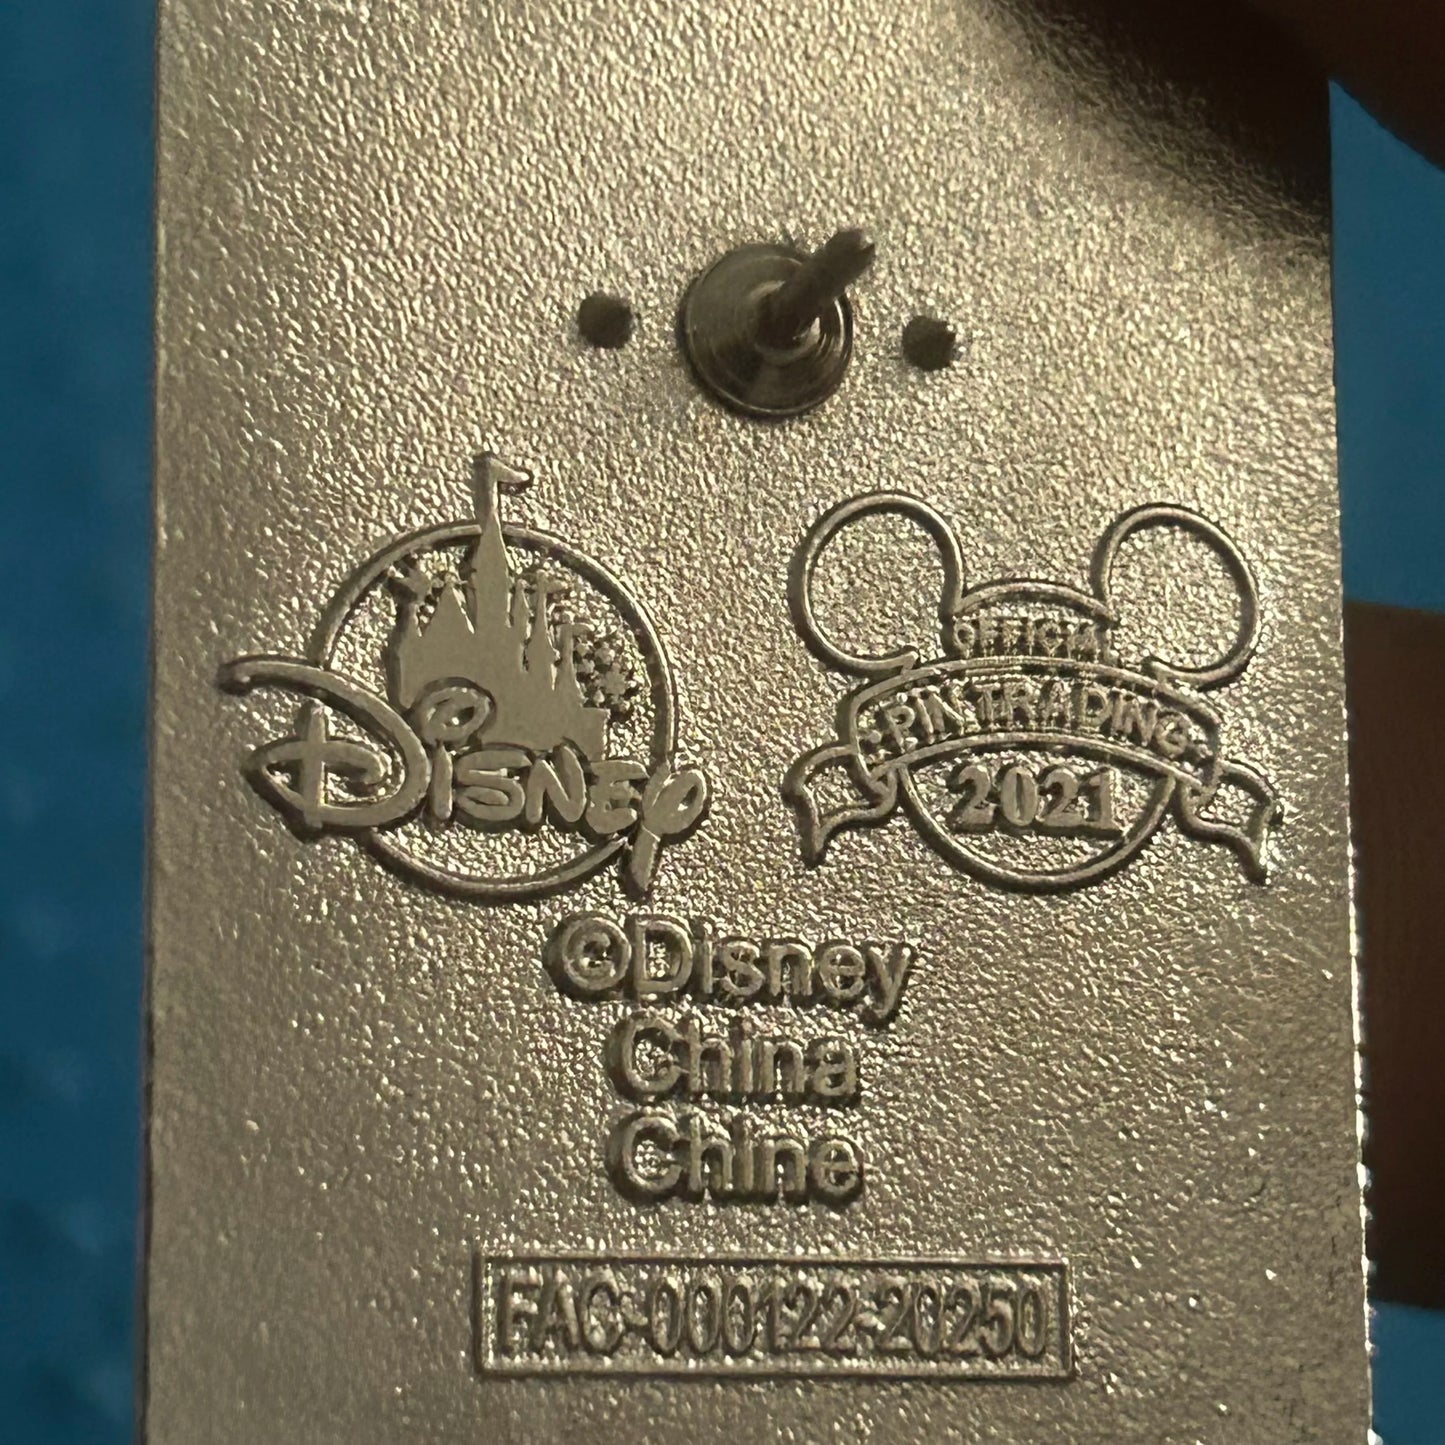 Disney
OFFICIAL
PIN TRADING
2021
©Disney
China
Chine
FAC-000122-20250